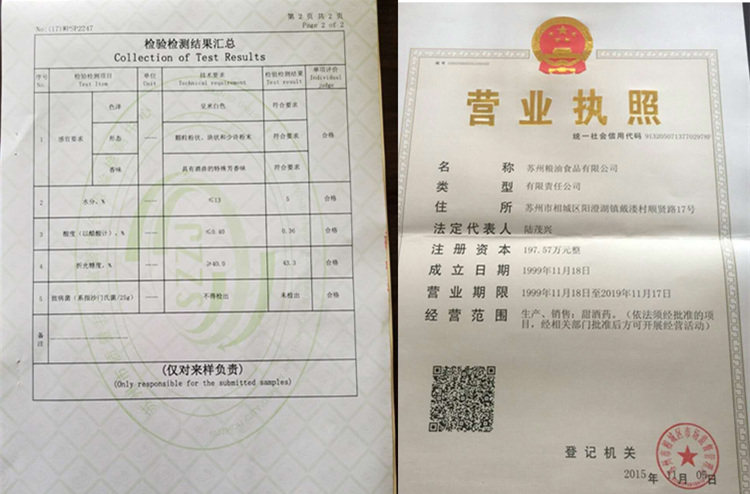 第 2 页 共 2 页
No:(17)WPSP2247
Page 2 of 2
检验检测结果汇总
Collection of Test Results
序号 No. 检验检测项目 Test Item 单位 Unit 技术要求 Technical requirement 检验检测结果 Test result 单项评价 Individual judge
1 感官要求 色泽 —— 呈米白色 符合要求 合格
形态 颗粒粉状、块状和少许粉末 符合要求
香味 具有酒曲的特殊芳香味 符合要求
2 水分，% —— ≤13 5 合格
3 酸度（以醋酸计），% —— ≤0.40 0.36 合格
4 折光糖度，% —— ≥40.0 43.3 合格
5 致病菌（系指沙门氏菌/25g） —— 不得检出 未检出 合格
备注
(仅对来样负责)
(Only responsible for the submitted samples)
SZJJ
营业执照
统一社会信用代码
名称 苏州粮油食品有限公司
类型 有限责任公司
住所 苏州市相城区阳澄湖镇戴溇村顺贤路17号
法定代表人 陆茂兴
注册资本 197.57万元整
成立日期 1999年11月18日
营业期限 1999年11月18日至2019年11月17日
经营范围 生产、销售：甜酒药。（依法须经批准的项
目，经相关部门批准后方可开展经营活动）
登记机关
2015年 11月 05日